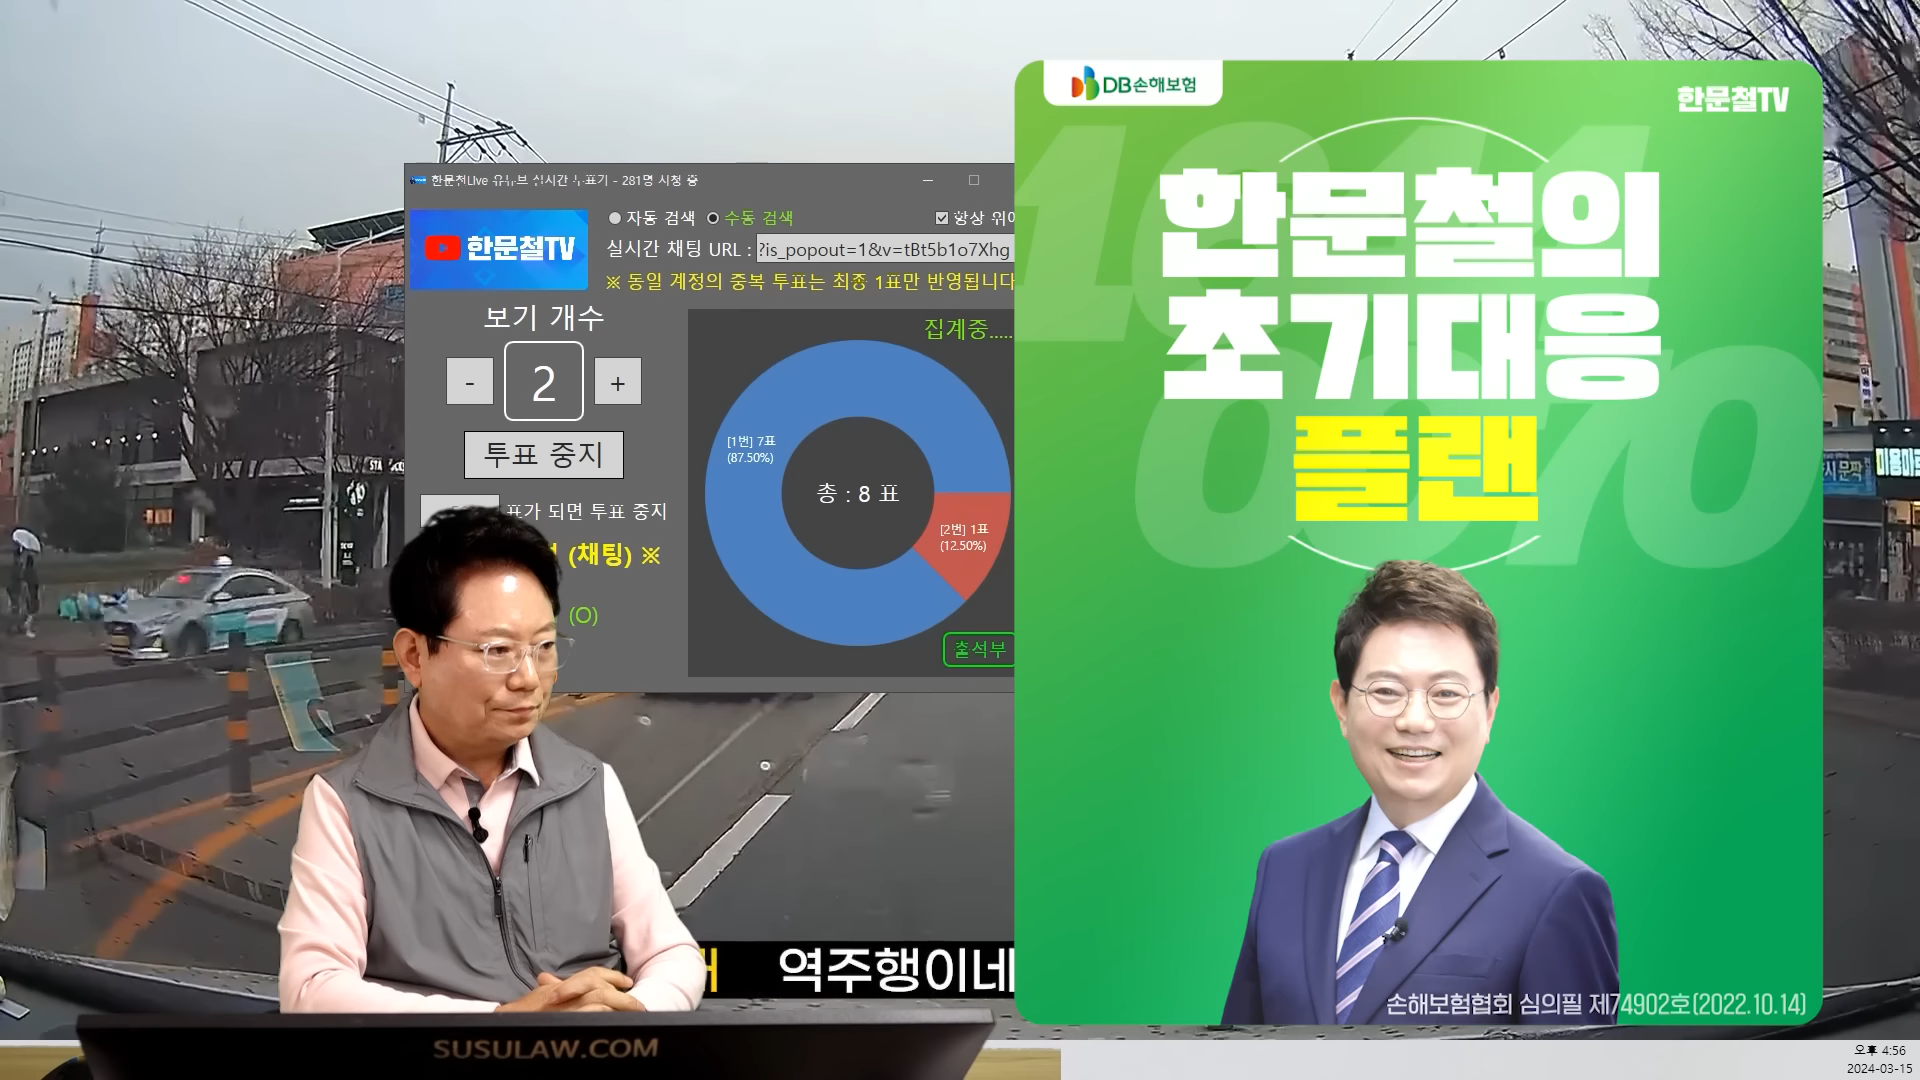 한문철Live 유튜브 실시간 투표기 - 281명 시청 중
한문철TV
자동 검색
수동 검색
항상 위에
실시간 채팅 URL :
?is_popout=1&v=tBt5b1o7Xhg
※ 동일 계정의 중복 투표는 최종 1표만 반영됩니다
보기 개수
-
2
+
투표 중지
표가 되면 투표 중지
(채팅) ※
(O)
집계중.....
[1번] 7표
(87.50%)
총 : 8 표
[2번] 1표
(12.50%)
출석부
역주행이네
SUSULAW.COM
DB손해보험
한문철TV
1611
0070
한문철의
초기대응
플랜
손해보험협회 심의필 제74902호(2022.10.14)
오후 4:56
2024-03-15